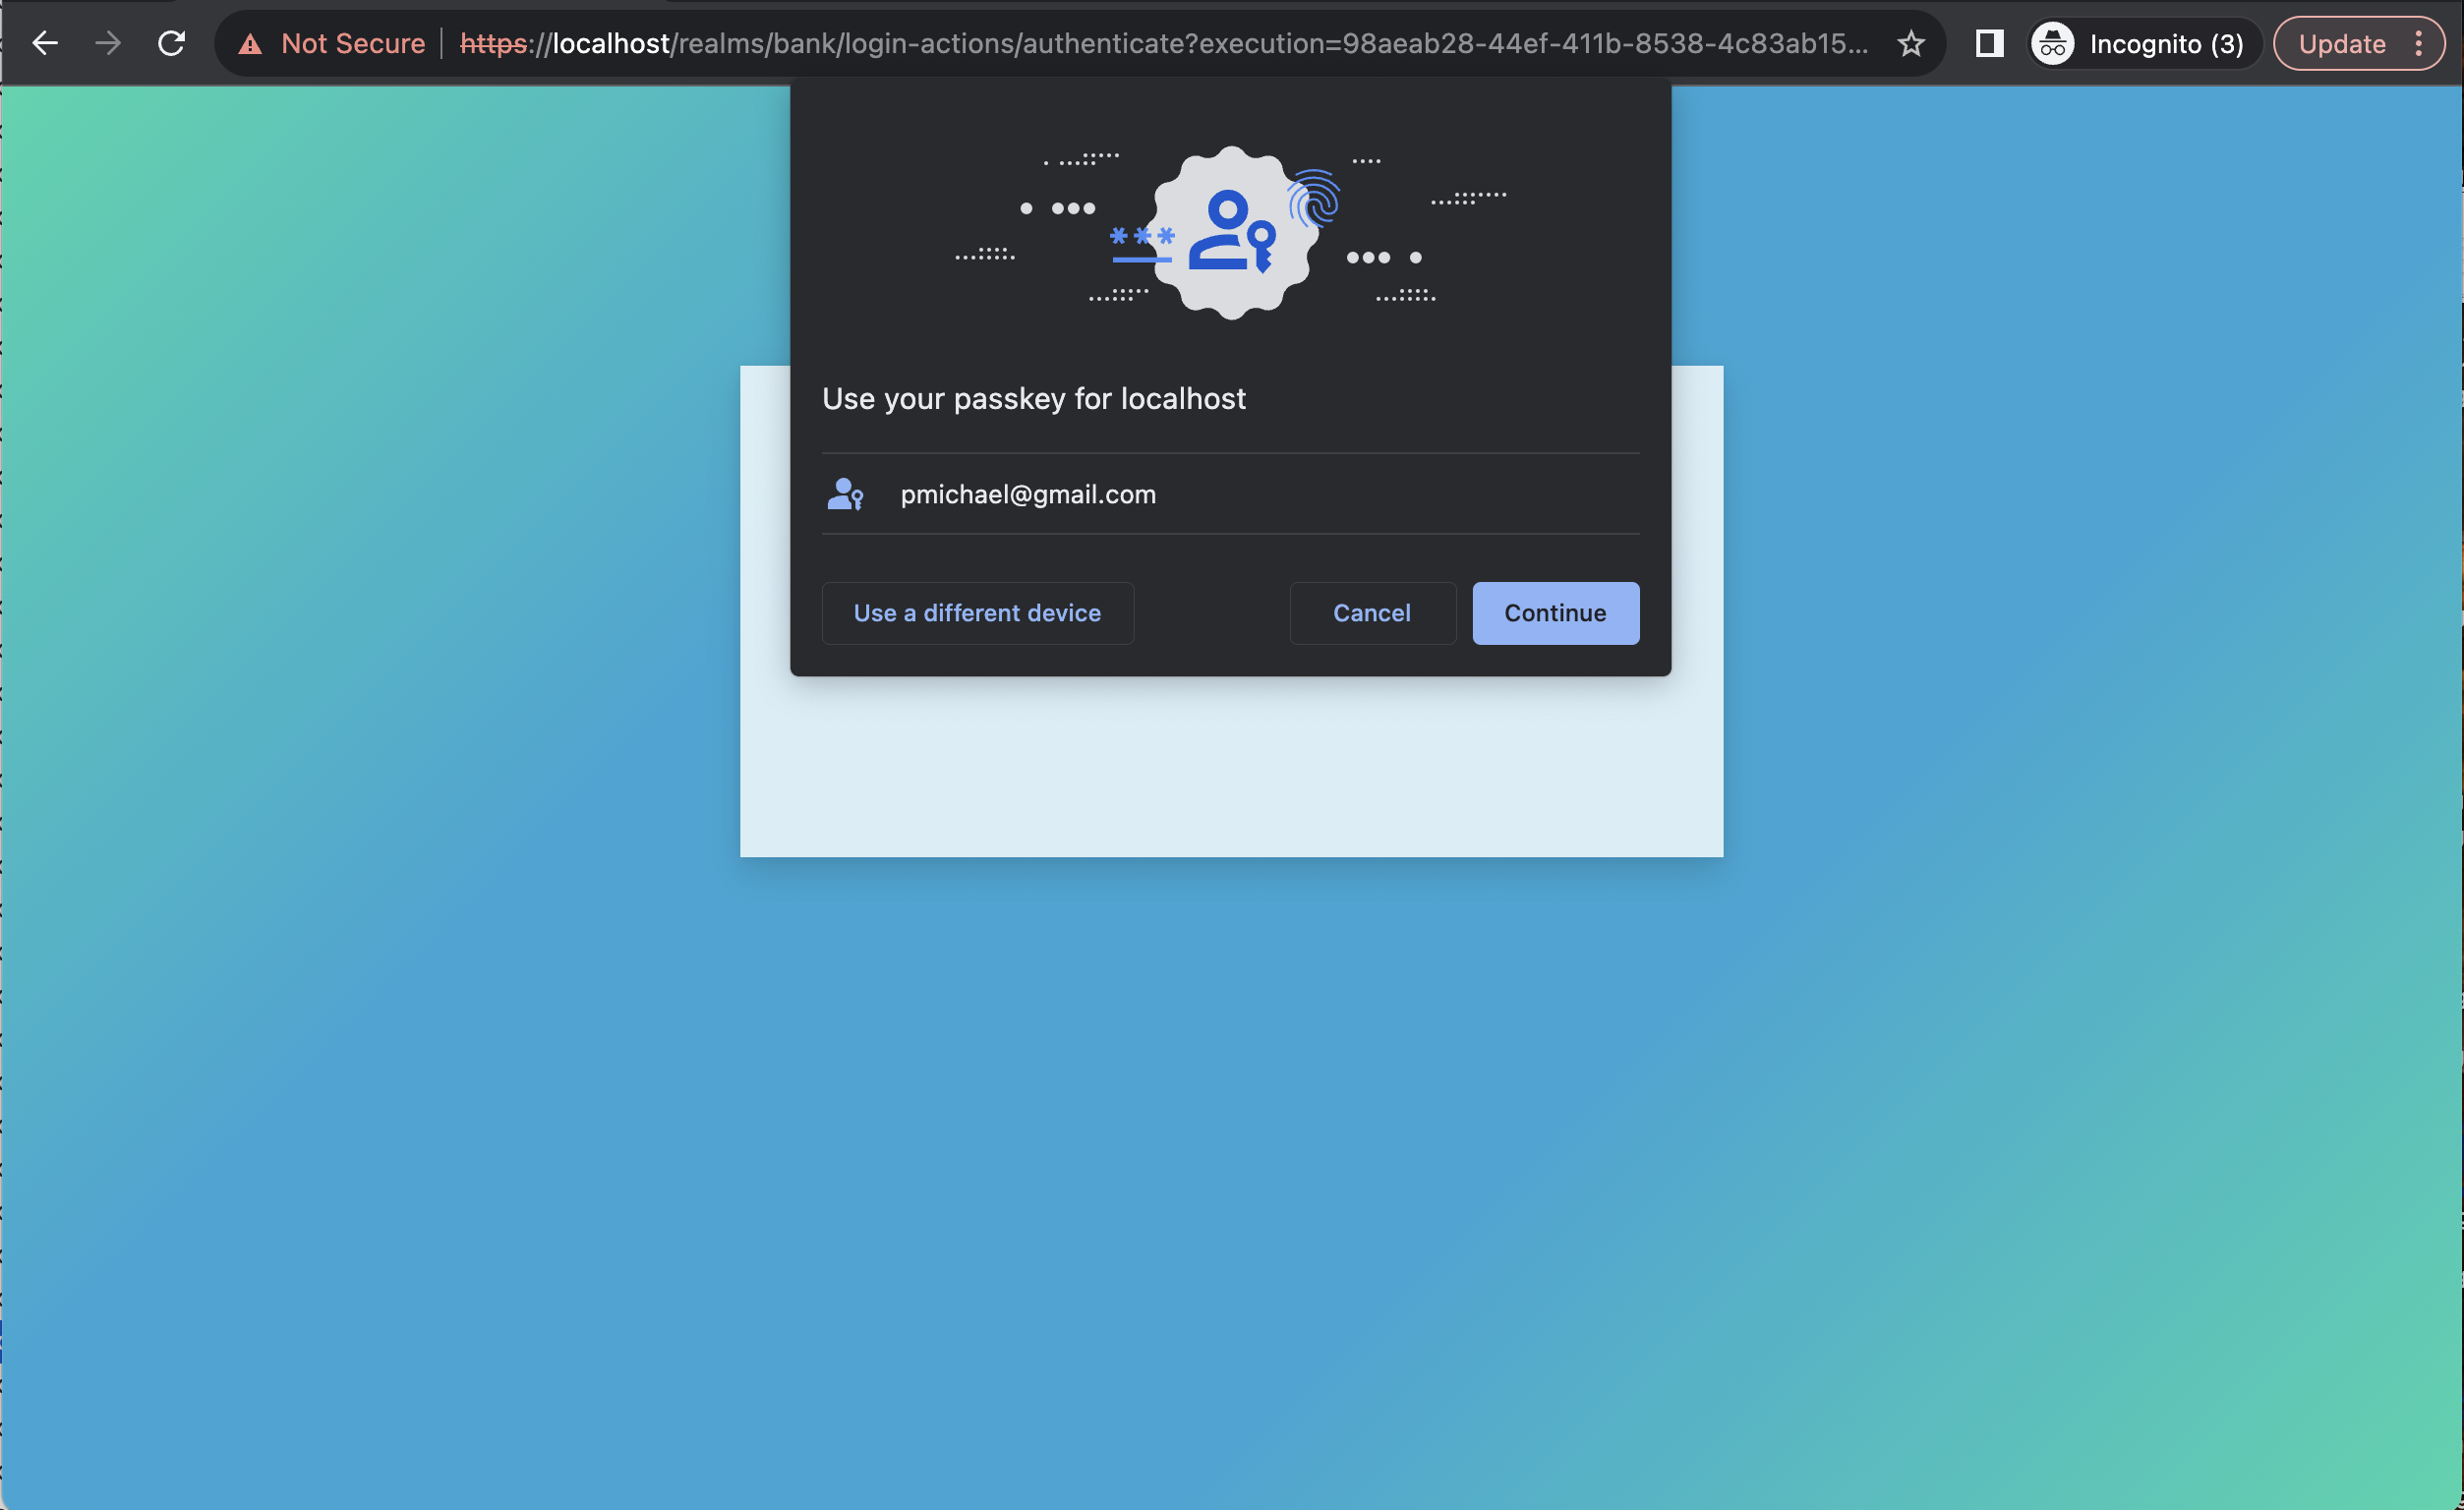 Not Secure https://localhost/realms/bank/login-actions/authenticate?execution=98aeab28-44ef-411b-8538-4c83ab15... Incognito (3) Update
***
Use your passkey for localhost
pmichael@gmail.com
Use a different device Cancel Continue